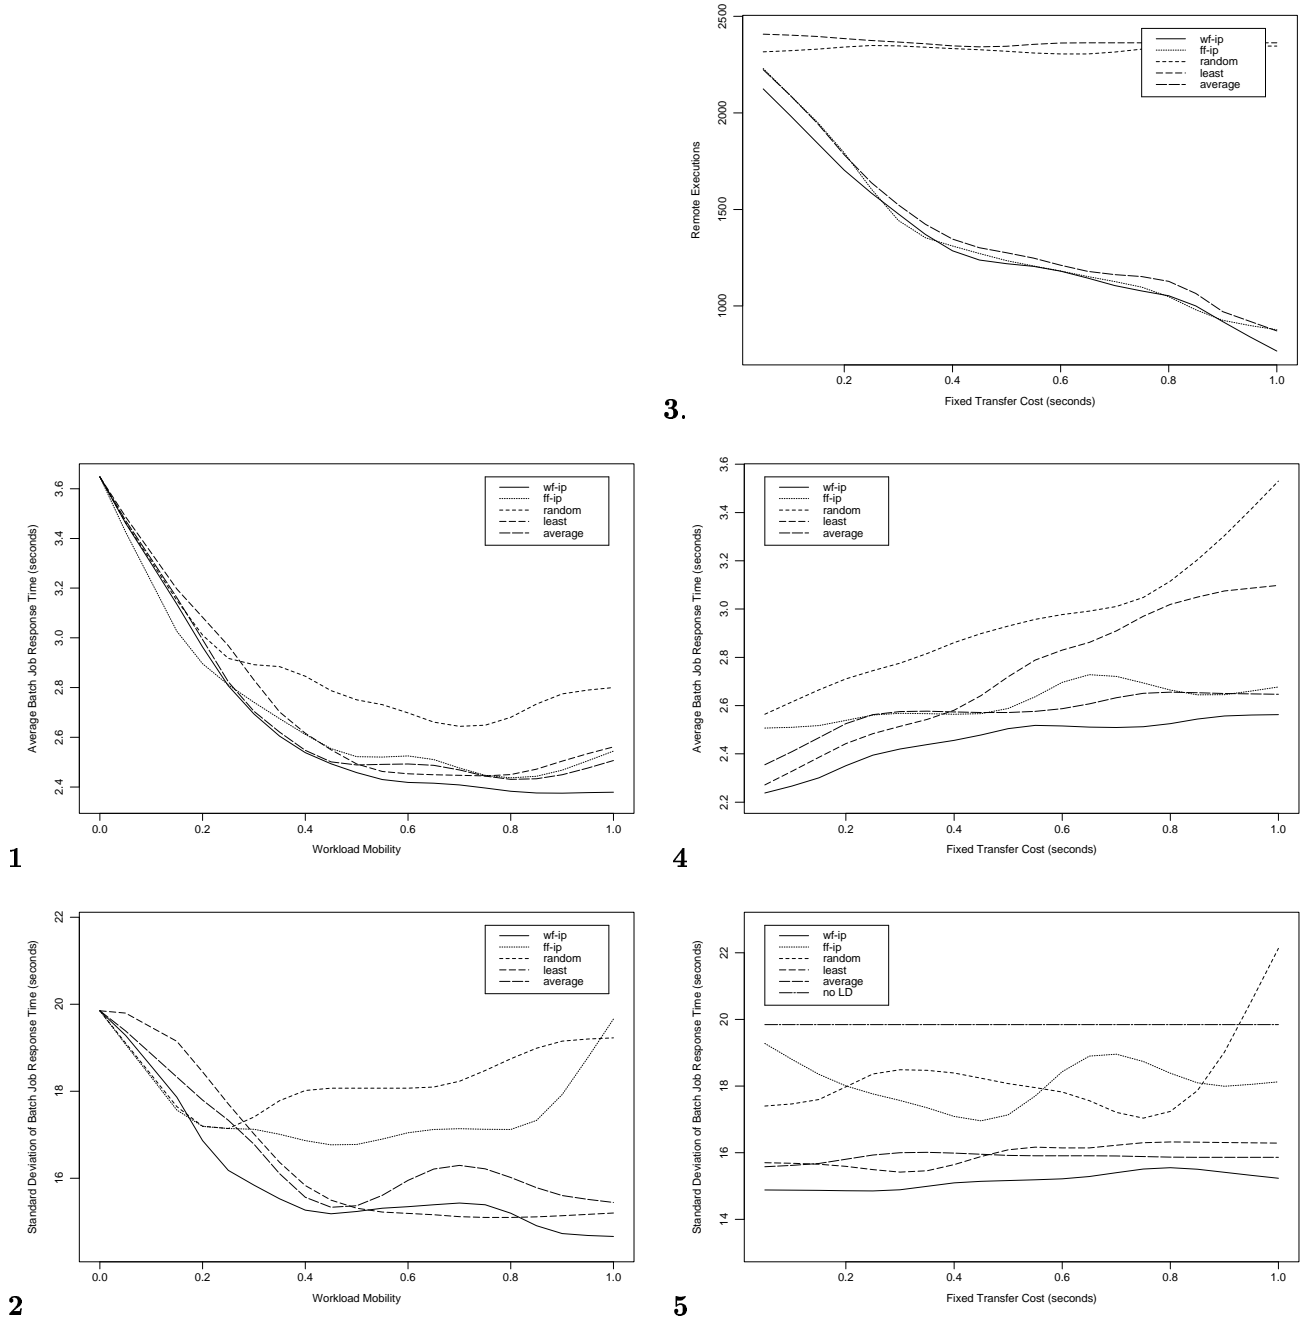 2500
2000
1500
1000
Remote Executions
wf-ip
ff-ip
random
least
average
0.2 0.4 0.6 0.8 1.0
Fixed Transfer Cost (seconds)
3.
3.6
3.4
3.2
3.0
2.8
2.6
2.4
Average Batch Job Response Time (seconds)
wf-ip
ff-ip
random
least
average
0.0 0.2 0.4 0.6 0.8 1.0
Workload Mobility
1
3.6
3.4
3.2
3.0
2.8
2.6
2.4
2.2
Average Batch Job Response Time (seconds)
wf-ip
ff-ip
random
least
average
0.2 0.4 0.6 0.8 1.0
Fixed Transfer Cost (seconds)
4
22
20
18
16
Standard Deviation of Batch Job Response Time (seconds)
wf-ip
ff-ip
random
least
average
0.0 0.2 0.4 0.6 0.8 1.0
Workload Mobility
2
22
20
18
16
14
Standard Deviation of Batch Job Response Time (seconds)
wf-ip
ff-ip
random
least
average
no LD
0.2 0.4 0.6 0.8 1.0
Fixed Transfer Cost (seconds)
5